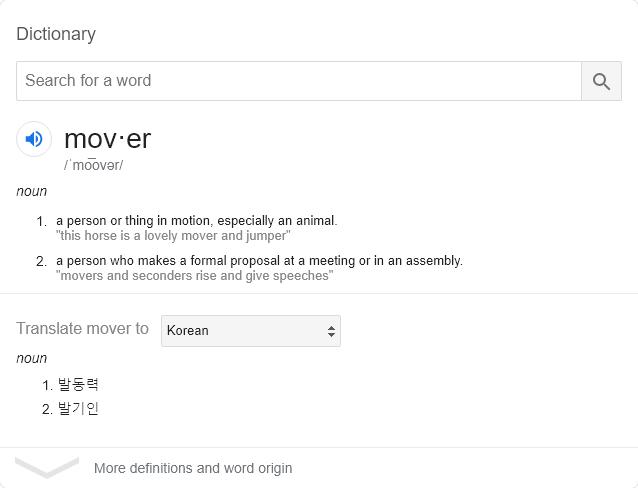 Dictionary
Search for a word
mov·er
/ˈmo͞ovər/
noun
1. a person or thing in motion, especially an animal.
"this horse is a lovely mover and jumper"
2. a person who makes a formal proposal at a meeting or in an assembly.
"movers and seconders rise and give speeches"
Translate mover to Korean
noun
1. 발동력
2. 발기인
More definitions and word origin